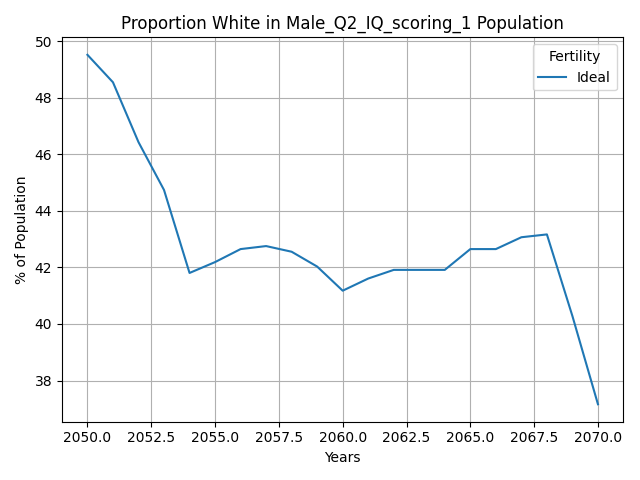 Proportion White in Male_Q2_IQ_scoring_1 Population
50
48
46
44
42
40
38
% of Population
Fertility
Ideal
2050.0 2052.5 2055.0 2057.5 2060.0 2062.5 2065.0 2067.5 2070.0
Years